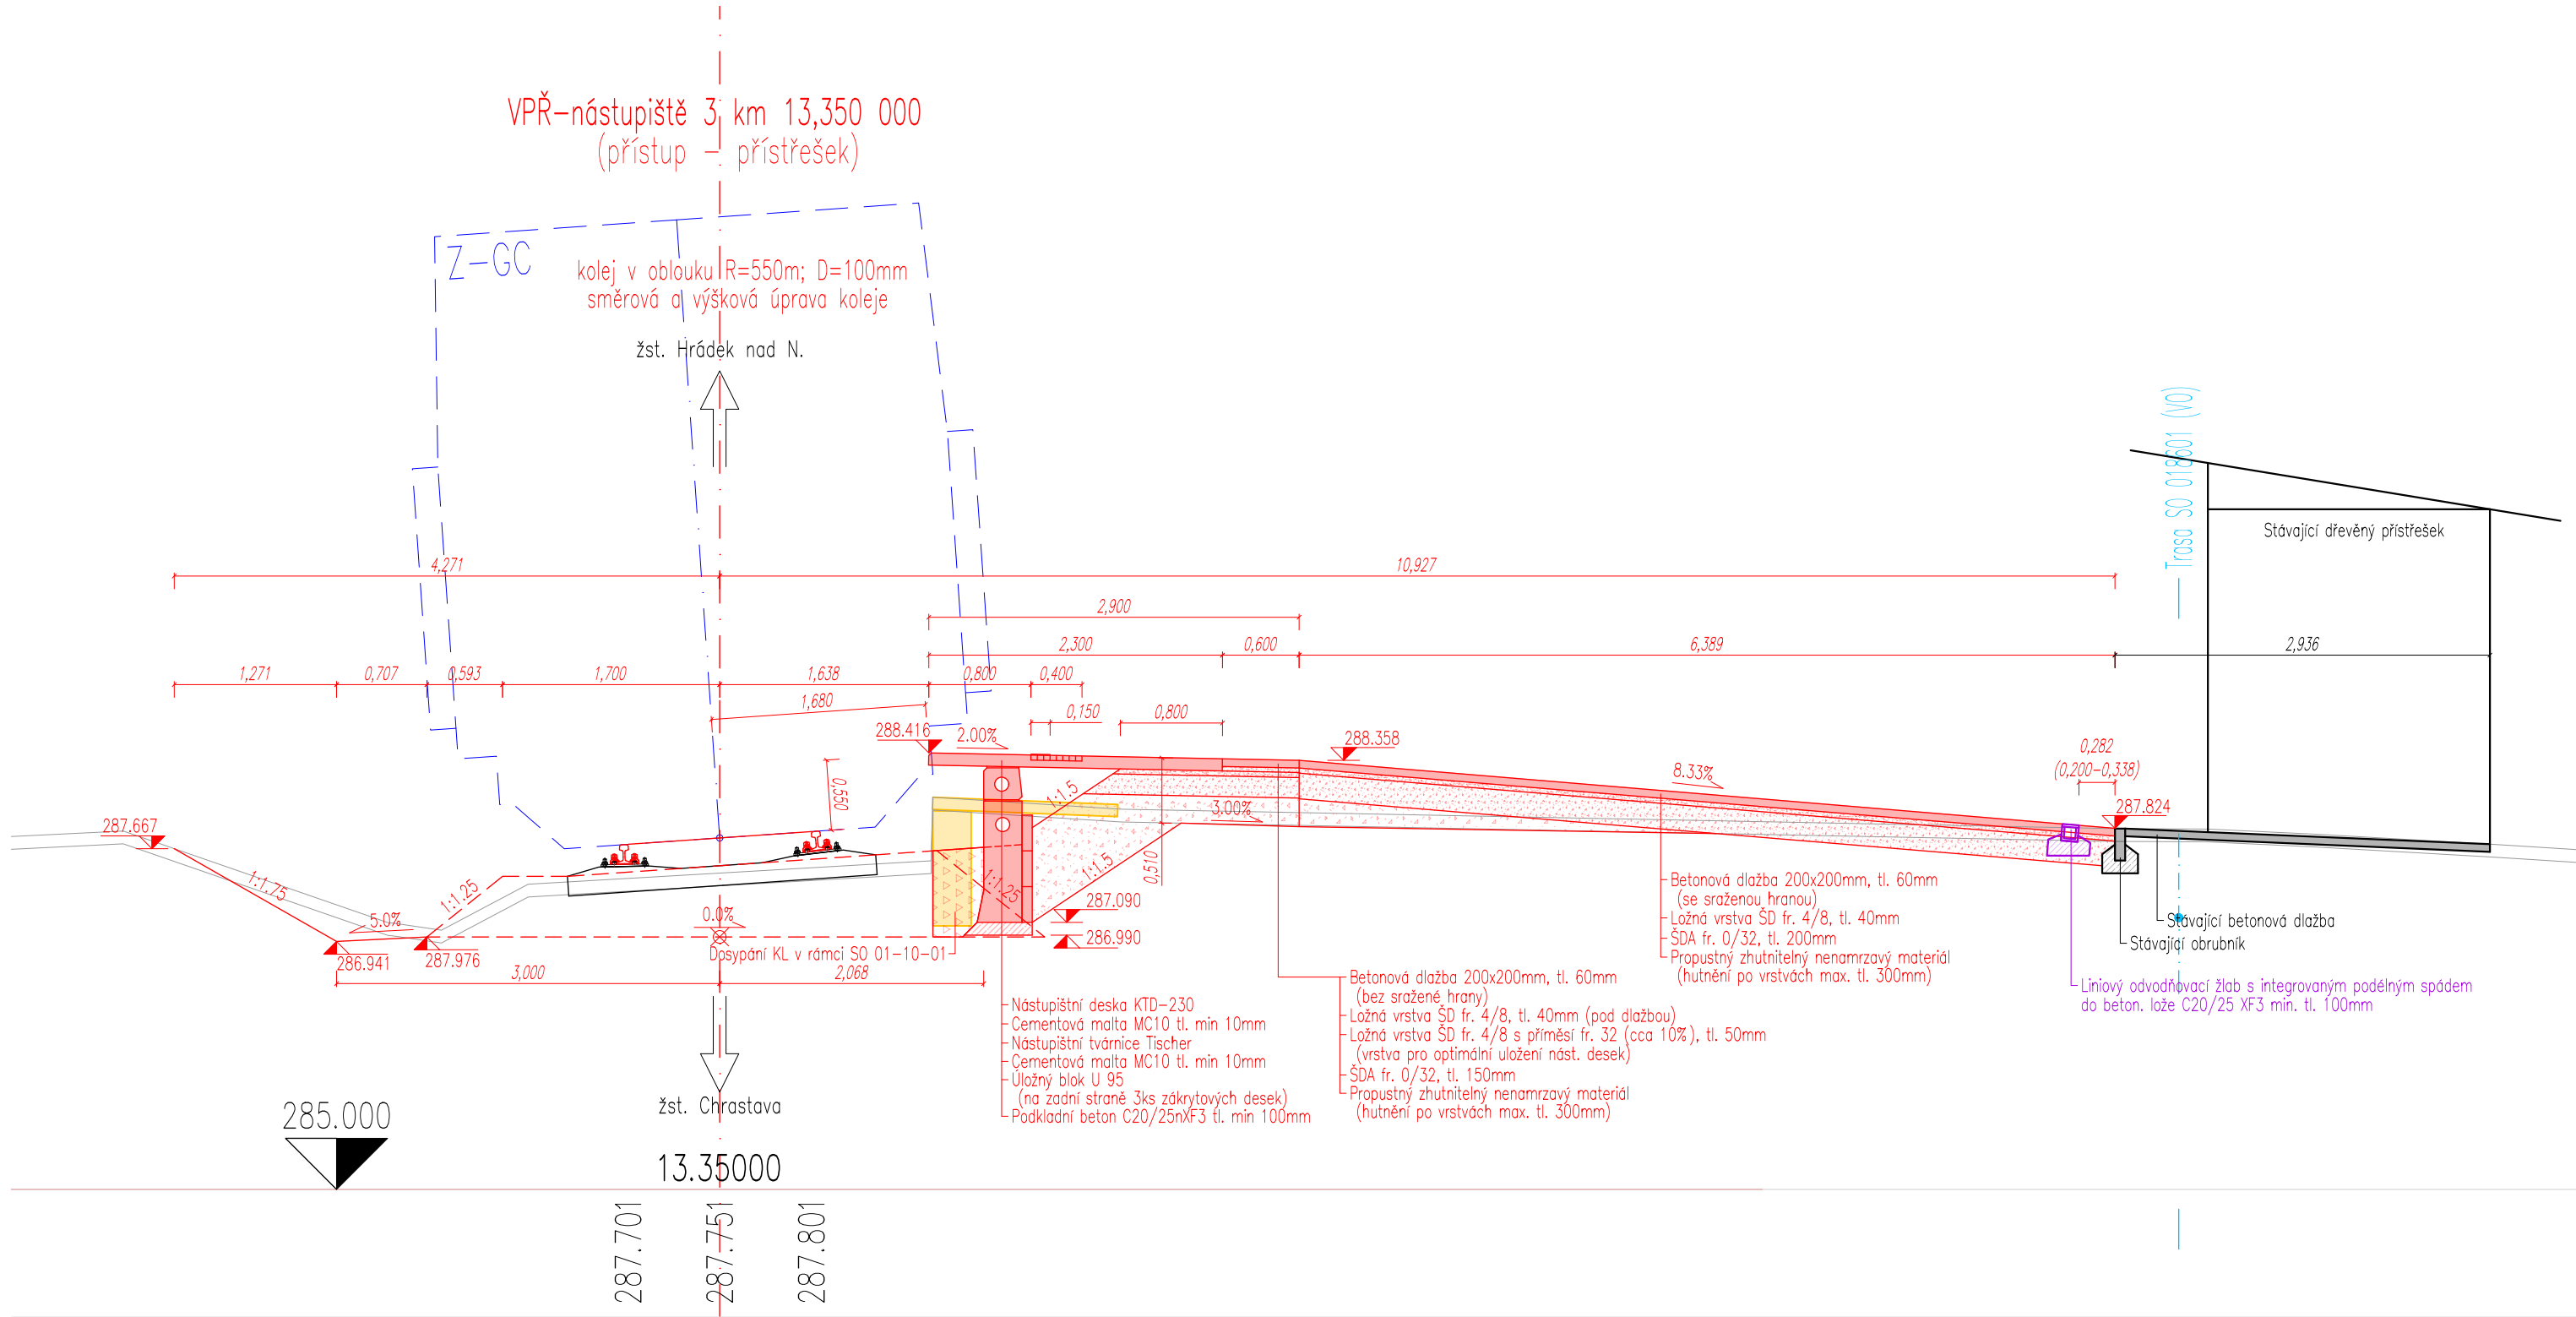 VPŘ-nástupiště 3 km 13,350 000
(přístup - přístřešek)
Z-GC
kolej v oblouku R=550m; D=100mm
směrová a výšková úprava koleje
žst. Hrádek nad N.
Trasa SO 018601 (VO)
Stávající dřevěný přístřešek
4,271
10,927
2,900
2,300
0,600
6,389
2,936
1,271
0,707
0,593
1,700
1,638
0,800
0,400
1,680
0,150
0,800
288.416
2.00%
288.358
0,282
(0,200-0,338)
8.33%
0,550
1:1.5
3.00%
287.824
287.667
1:1.75
1:1.25
5.0%
0.0%
1:1.25
1:1.5
0,510
287.090
286.990
286.941
287.976
Dosypání KL v rámci SO 01-10-01
3,000
2,068
Betonová dlažba 200x200mm, tl. 60mm
(se sraženou hranou)
Ložná vrstva ŠD fr. 4/8, tl. 40mm
ŠDA fr. 0/32, tl. 200mm
Propustný zhutnitelný nenamrzavý materiál
(hutnění po vrstvách max. tl. 300mm)
Stávající betonová dlažba
Stávající obrubník
Liniový odvodňovací žlab s integrovaným podélným spádem
do beton. lože C20/25 XF3 min. tl. 100mm
Betonová dlažba 200x200mm, tl. 60mm
(bez sražené hrany)
Ložná vrstva ŠD fr. 4/8, tl. 40mm (pod dlažbou)
Ložná vrstva ŠD fr. 4/8 s příměsí fr. 32 (cca 10%), tl. 50mm
(vrstva pro optimální uložení nást. desek)
ŠDA fr. 0/32, tl. 150mm
Propustný zhutnitelný nenamrzavý materiál
(hutnění po vrstvách max. tl. 300mm)
Nástupištní deska KTD-230
Cementová malta MC10 tl. min 10mm
Nástupištní tvárnice Tischer
Cementová malta MC10 tl. min 10mm
Úložný blok U 95
(na zadní straně 3ks zákrytových desek)
Podkladní beton C20/25nXF3 tl. min 100mm
žst. Chrastava
285.000
13.35000
287.701
287.751
287.801